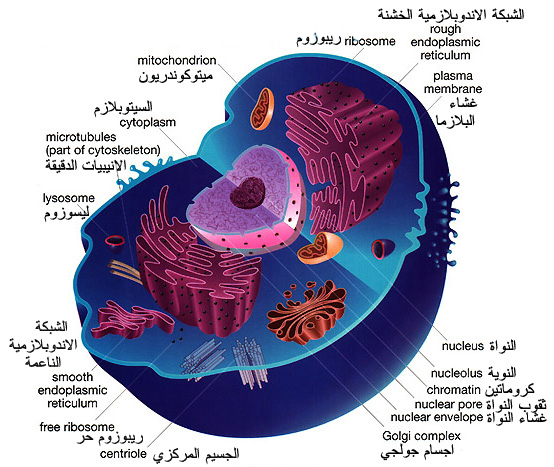 الشبكة الاندوبلازمية الخشنة
rough
endoplasmic
reticulum
ribosome ريبوزوم
mitochondrion
ميتوكوندريون
plasma
membrane
غشاء
البلازما
السيتوبلازم
cytoplasm
microtubules
(part of cytoskeleton)
الانيبيات الدقيقة
lysosome
ليسوزوم
الشبكة
الاندوبلازمية
الناعمة
smooth
endoplasmic
reticulum
free ribosome
ريبوزوم حر
centriole الجسيم المركزي
nucleus النواة
nucleolus النوية
chromatin كروماتين
nuclear pore ثقوب النواة
nuclear envelope غشاء النواة
Golgi complex
اجسام جولجي